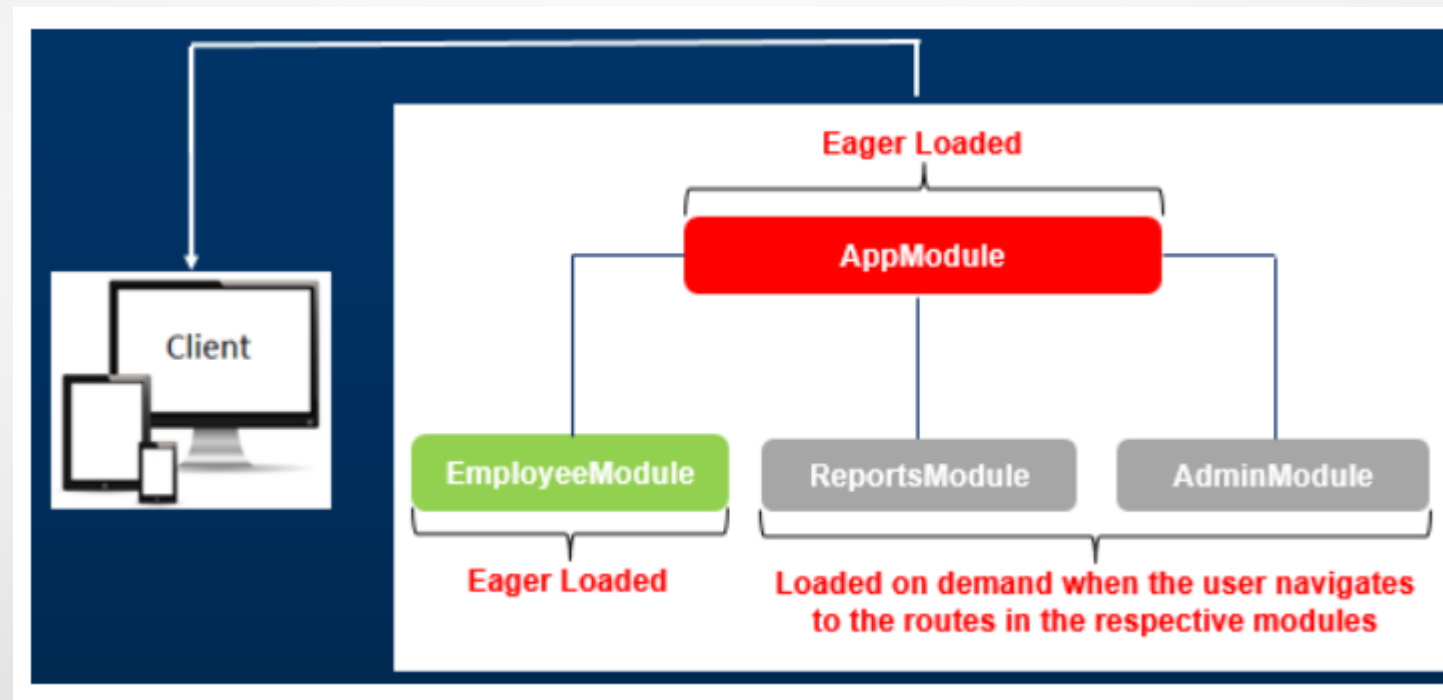 Eager Loaded
AppModule
Client
EmployeeModule
ReportsModule
AdminModule
Eager Loaded
Loaded on demand when the user navigates
to the routes in the respective modules